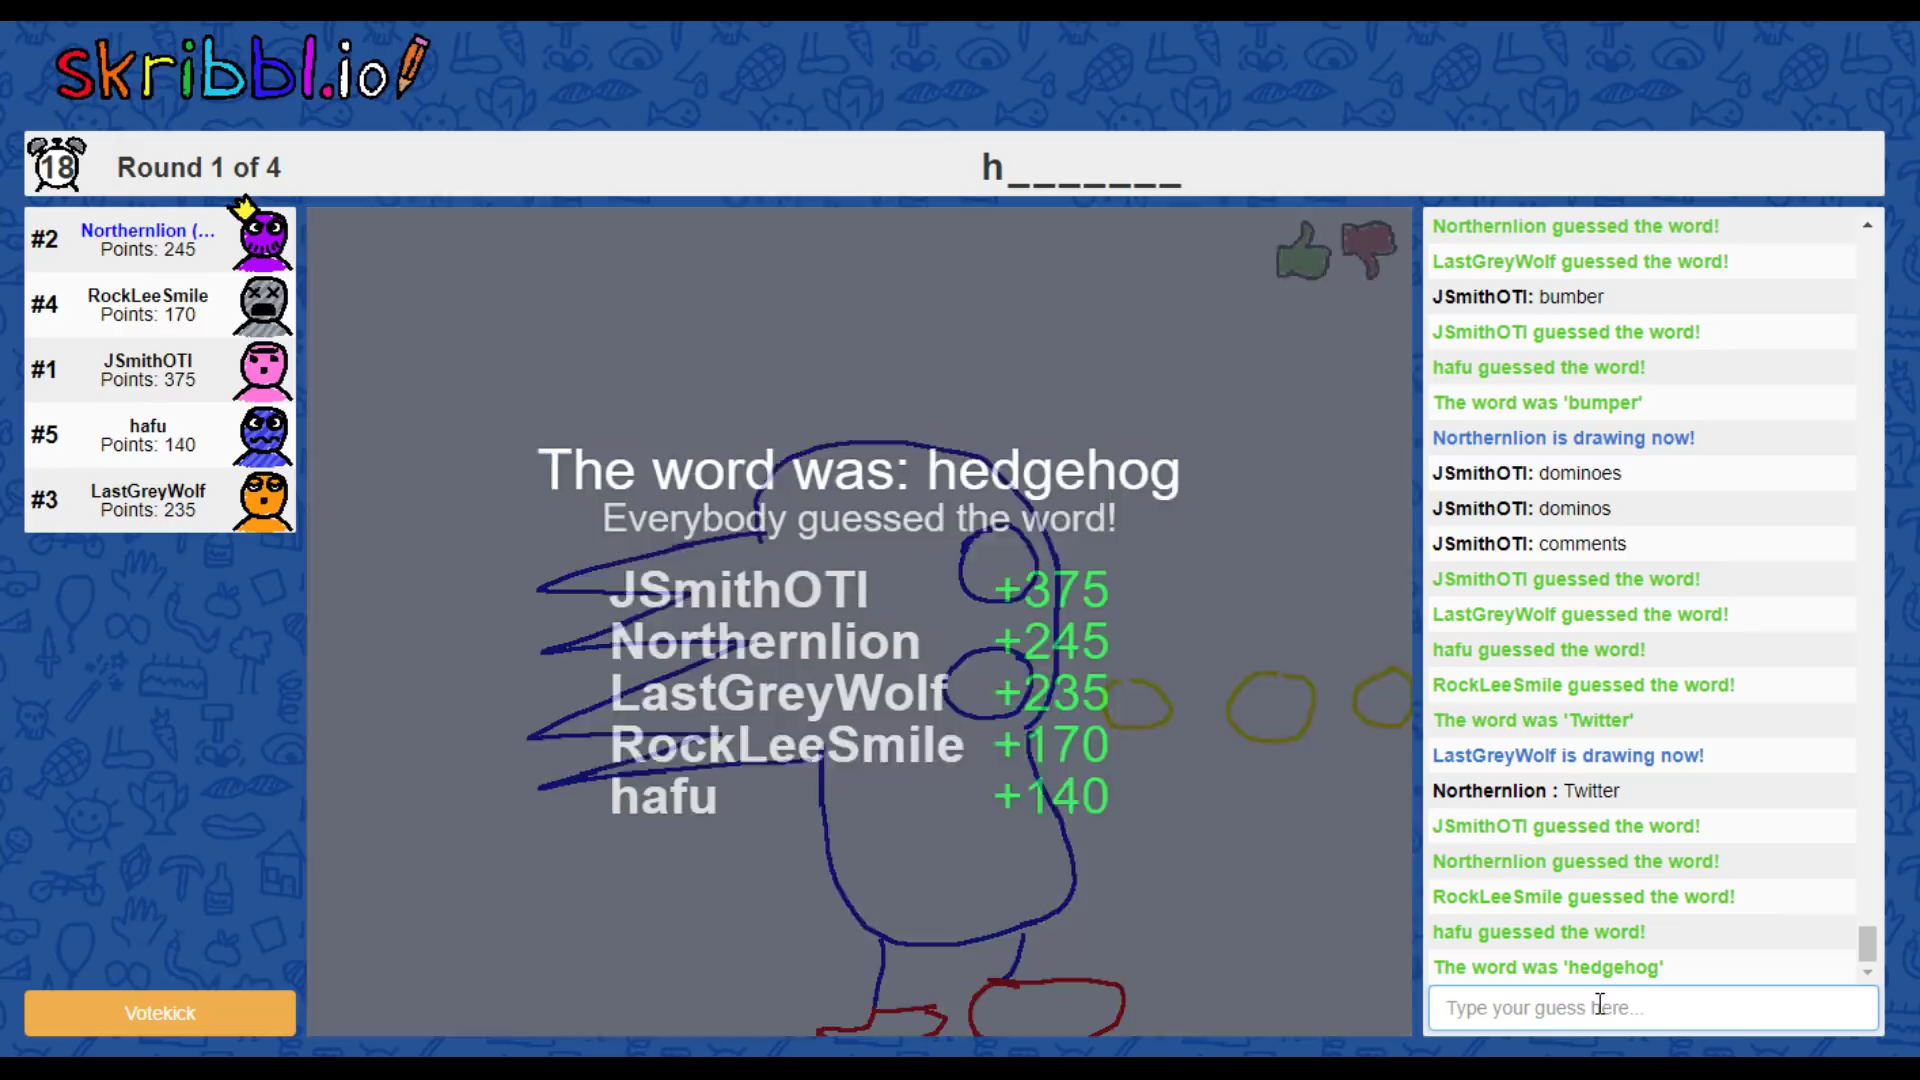 skribbl.io
18
Round 1 of 4
h_______
#2
Northernlion (...
Points: 245
#4
RockLeeSmile
Points: 170
#1
JSmithOTI
Points: 375
#5
hafu
Points: 140
#3
LastGreyWolf
Points: 235
Votekick
The word was: hedgehog
Everybody guessed the word!
JSmithOTI +375
Northernlion +245
LastGreyWolf +235
RockLeeSmile +170
hafu +140
Northernlion guessed the word!
LastGreyWolf guessed the word!
JSmithOTI: bumber
JSmithOTI guessed the word!
hafu guessed the word!
The word was 'bumper'
Northernlion is drawing now!
JSmithOTI: dominoes
JSmithOTI: dominos
JSmithOTI: comments
JSmithOTI guessed the word!
LastGreyWolf guessed the word!
hafu guessed the word!
RockLeeSmile guessed the word!
The word was 'Twitter'
LastGreyWolf is drawing now!
Northernlion : Twitter
JSmithOTI guessed the word!
Northernlion guessed the word!
RockLeeSmile guessed the word!
hafu guessed the word!
The word was 'hedgehog'
Type your guess here...